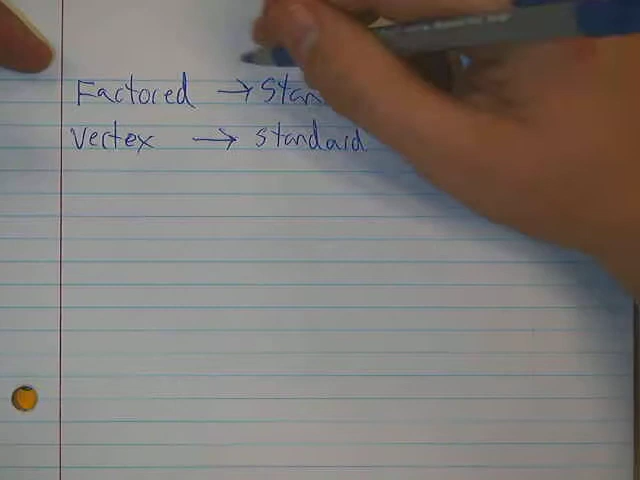 Factored → Stan
Vertex → standard